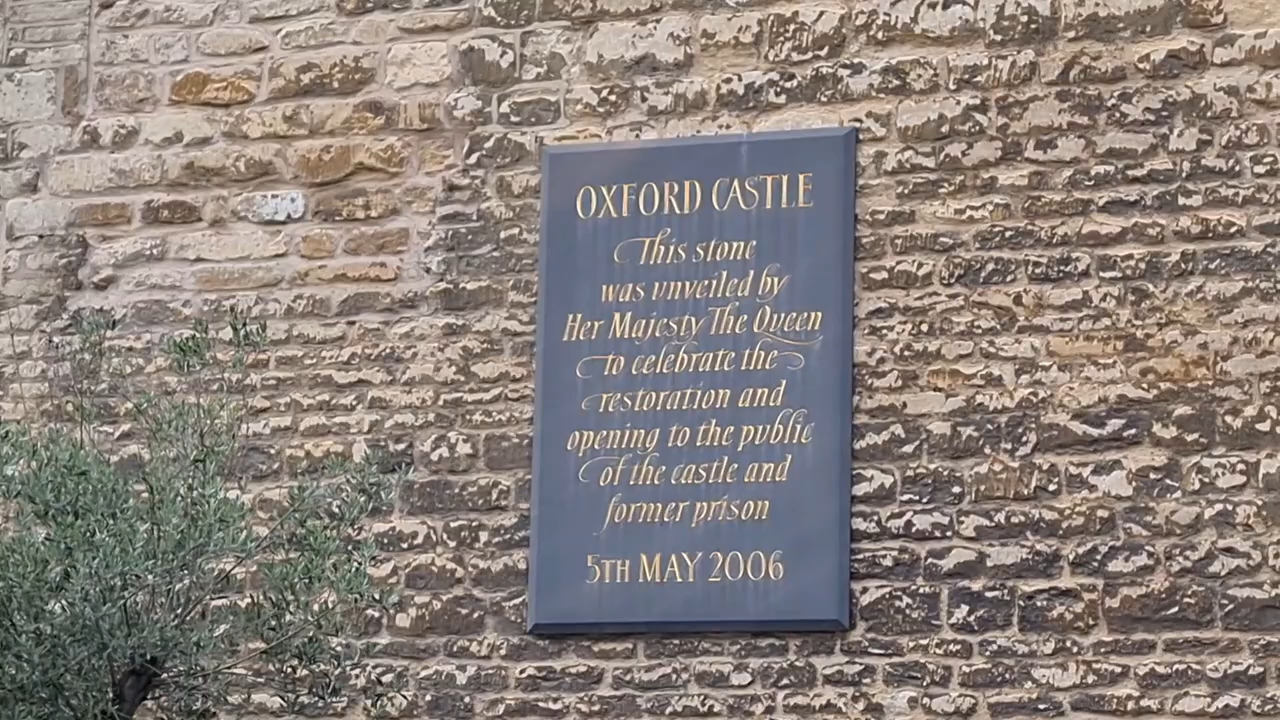 OXFORD CASTLE
This stone
was unveiled by
Her Majesty The Queen
to celebrate the
restoration and
opening to the public
of the castle and
former prison
5TH MAY 2006